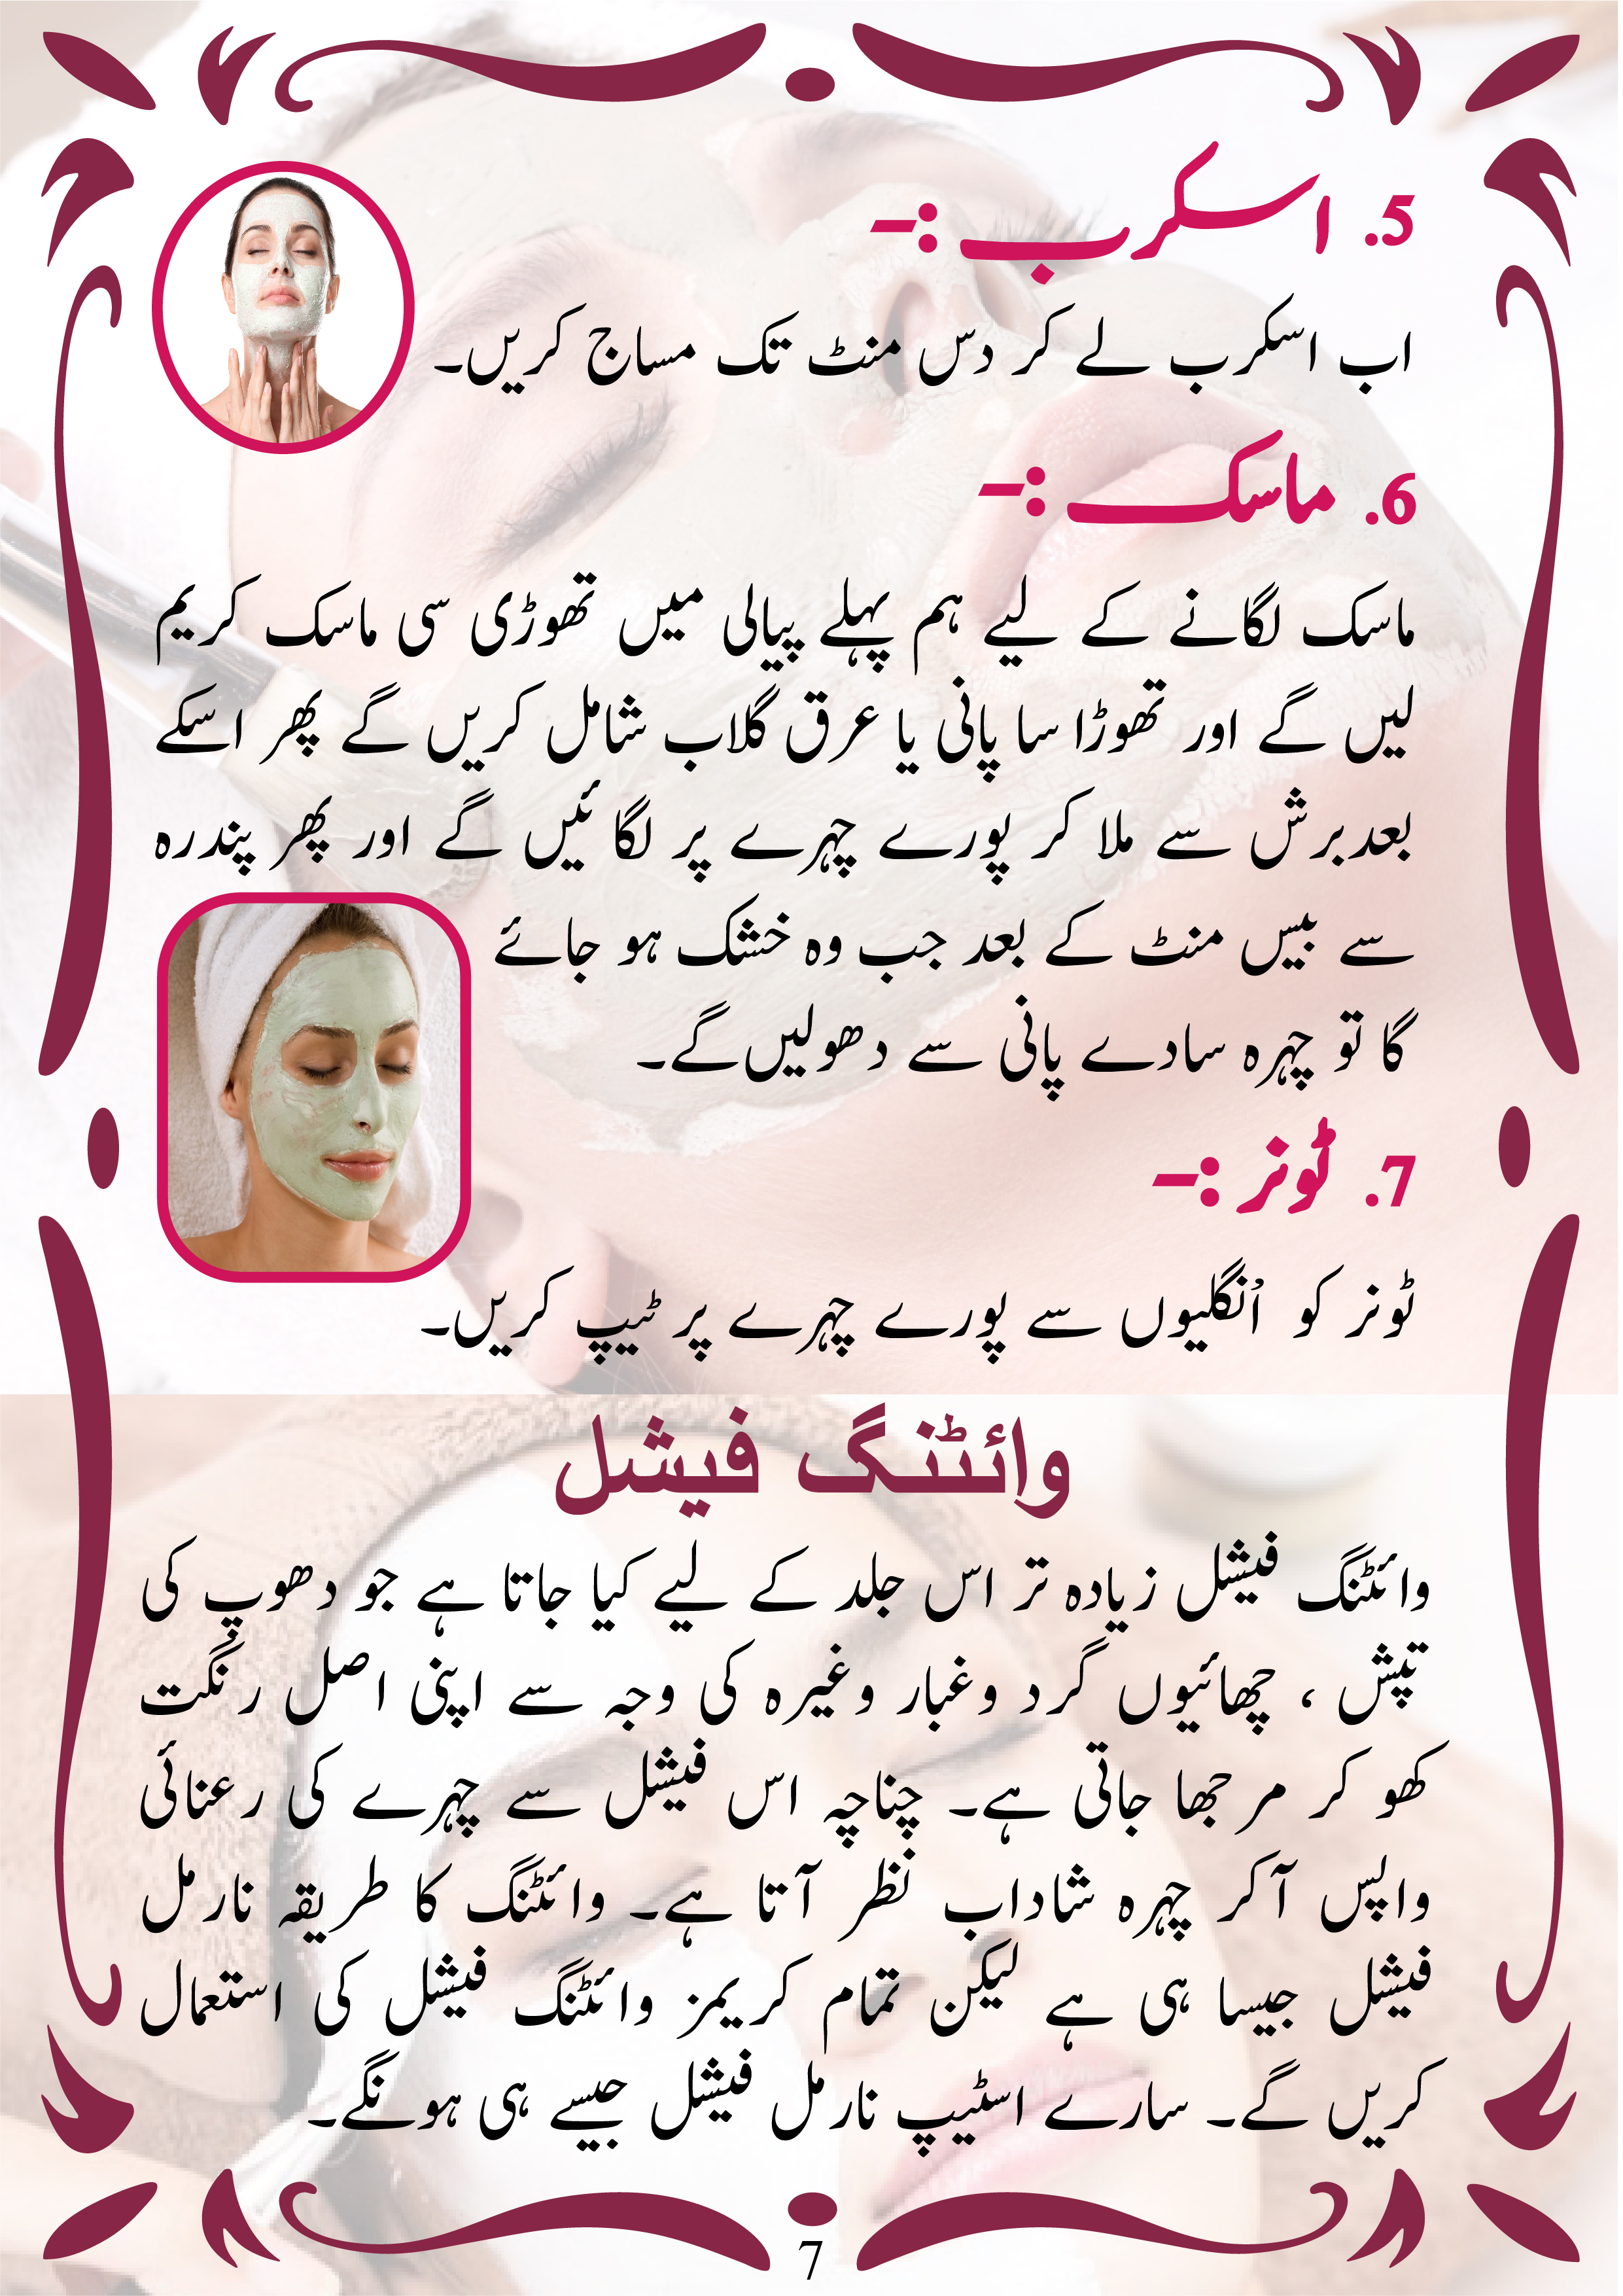 5. اسکرب :-
اب اسکرب لے کر دس منٹ تک مساج کریں۔
6. ماسک :-
ماسک لگانے کے لیے ہم پہلے پیالی میں تھوڑی سی ماسک کریم
لیں گے اور تھوڑا سا پانی یا عرق گلاب شامل کریں گے پھر اسکے
بعد برش سے ملا کر پورے چہرے پر لگائیں گے اور پھر پندرہ
سے بیس منٹ کے بعد جب وہ خشک ہو جائے
گا تو چہرہ سادے پانی سے دھولیں گے۔
7. ٹونر :-
ٹونر کو اُنگلیوں سے پورے چہرے پر ٹیپ کریں۔
وائٹنگ فیشل
وائٹنگ فیشل زیادہ تر اس جلد کے لیے کیا جاتا ہے جو دھوپ کی
تپش ، چھائیوں گرد وغبار وغیرہ کی وجہ سے اپنی اصل رنگت
کھو کر مرجھا جاتی ہے۔ چناچہ اس فیشل سے چہرے کی رعنائی
واپس آکر چہرہ شاداب نظر آتا ہے۔ وائٹنگ کا طریقہ نارمل
فیشل جیسا ہی ہے لیکن تمام کریمز وائٹنگ فیشل کی استعمال
کریں گے۔ سارے اسٹیپ نارمل فیشل جیسے ہی ہونگے۔
7